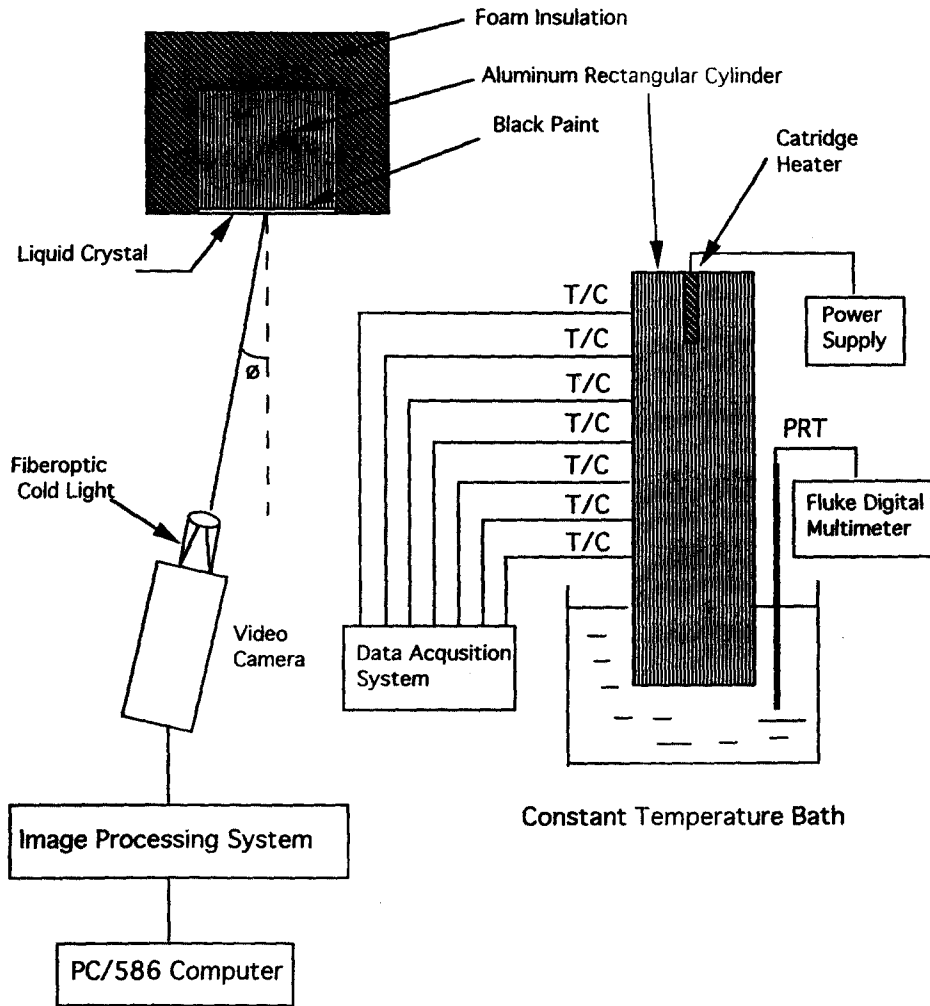 Foam Insulation
Aluminum Rectangular Cylinder
Black Paint
Catridge
Heater
Liquid Crystal
T/C
T/C
T/C
T/C
T/C
T/C
T/C
Power
Supply
ø
PRT
Fiberoptic
Cold Light
Fluke Digital
Multimeter
Video
Camera
Data Acqusition
System
Image Processing System
Constant Temperature Bath
PC/586 Computer